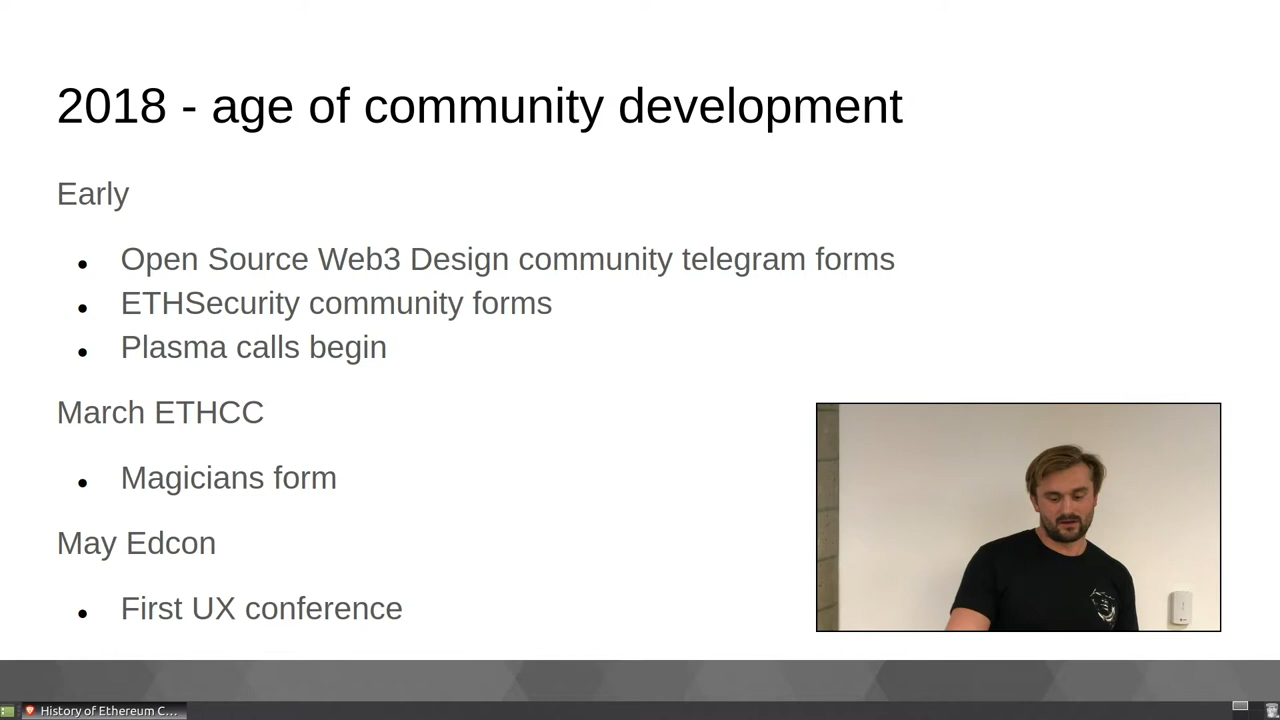 2018 - age of community development
Early
Open Source Web3 Design community telegram forms
ETHSecurity community forms
Plasma calls begin
March ETHCC
Magicians form
May Edcon
First UX conference
History of Ethereum C...